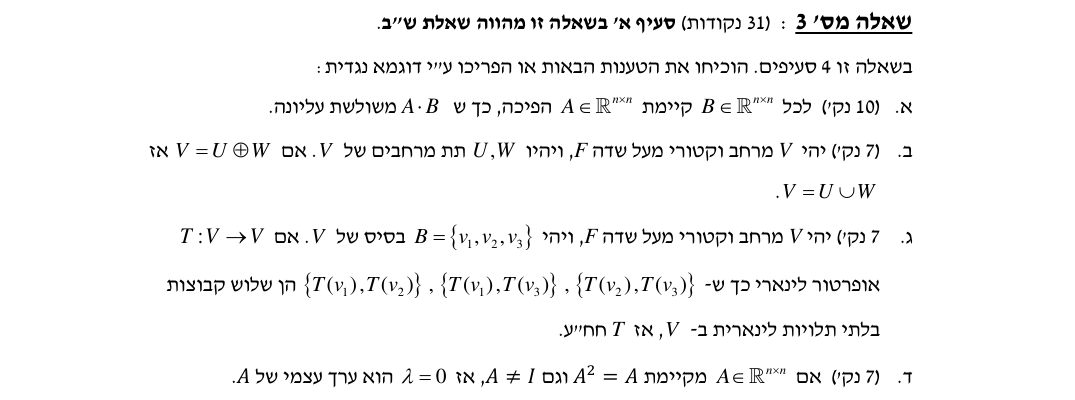 שאלה מס' 3 : (31 נקודות) סעיף א' בשאלה זו מהווה שאלת ש"ב.
בשאלה זו 4 סעיפים. הוכיחו את הטענות הבאות או הפריכו ע"י דוגמא נגדית:
א. (10 נק') לכל B ∈ ℝⁿˣⁿ קיימת A ∈ ℝⁿˣⁿ הפיכה, כך ש A · B משולשת עליונה.
ב. (7 נק') יהי V מרחב וקטורי מעל שדה F, ויהיו U,W תת מרחבים של V. אם V = U ⊕ W אז
V = U ∪ W.
ג. 7 נק') יהי V מרחב וקטורי מעל שדה F, ויהי B = {v₁, v₂, v₃} בסיס של V. אם T : V → V
אופרטור לינארי כך ש- {T(v₂), T(v₃)} , {T(v₁), T(v₃)} , {T(v₁), T(v₂)} הן שלוש קבוצות
בלתי תלויות לינארית ב- V, אז T חח"ע.
ד. (7 נק') אם A ∈ ℝⁿˣⁿ מקיימת A² = A וגם A ≠ I, אז λ = 0 הוא ערך עצמי של A.